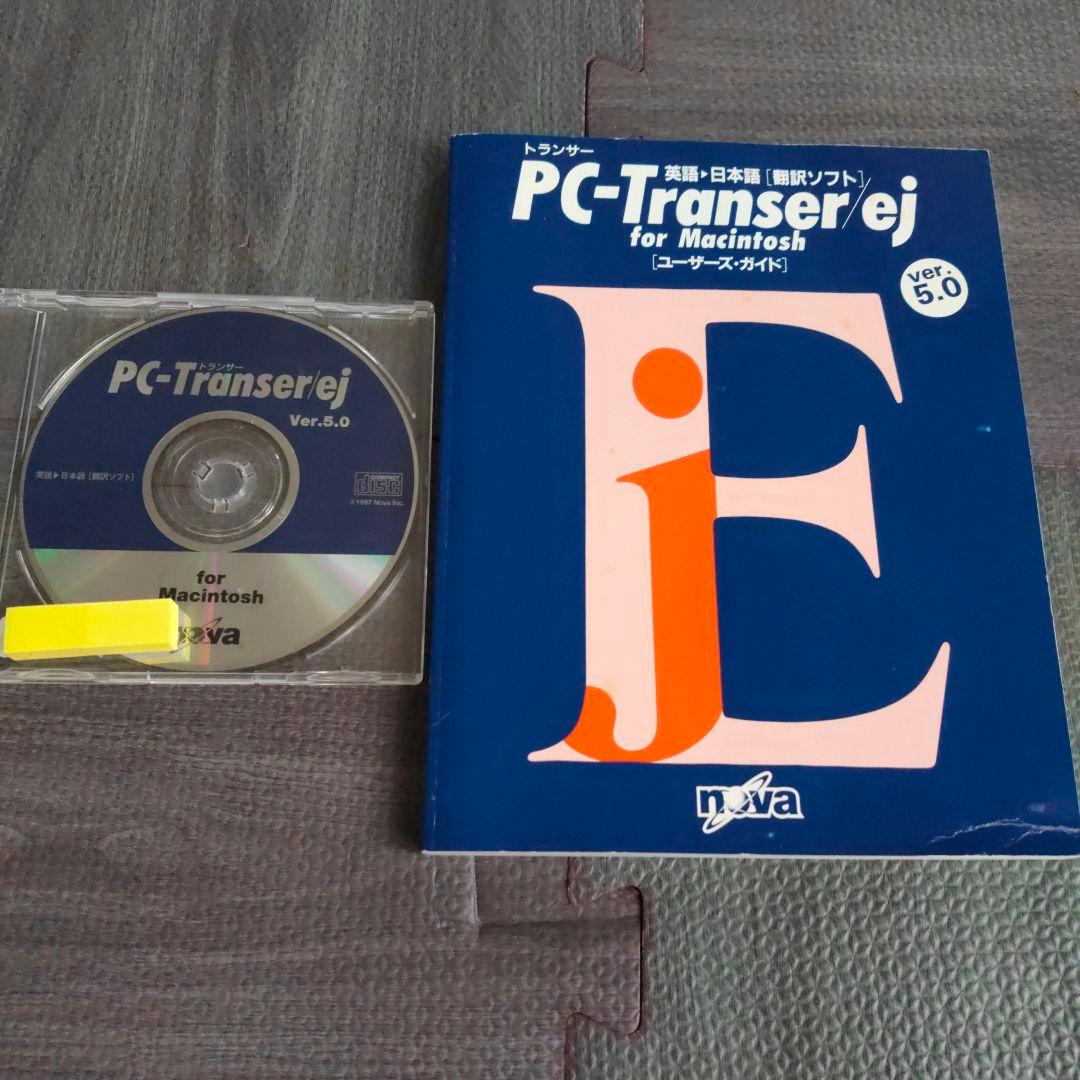 トランサー
PC-Transer/ej
Ver.5.0
英語▶日本語［翻訳ソフト］
COMPACT
disc
©1997 Nova Inc.
for
Macintosh
nova
トランサー
英語▶日本語［翻訳ソフト］
PC-Transer/ej
for Macintosh
［ユーザーズ・ガイド］
ver.
5.0
Ej
nova